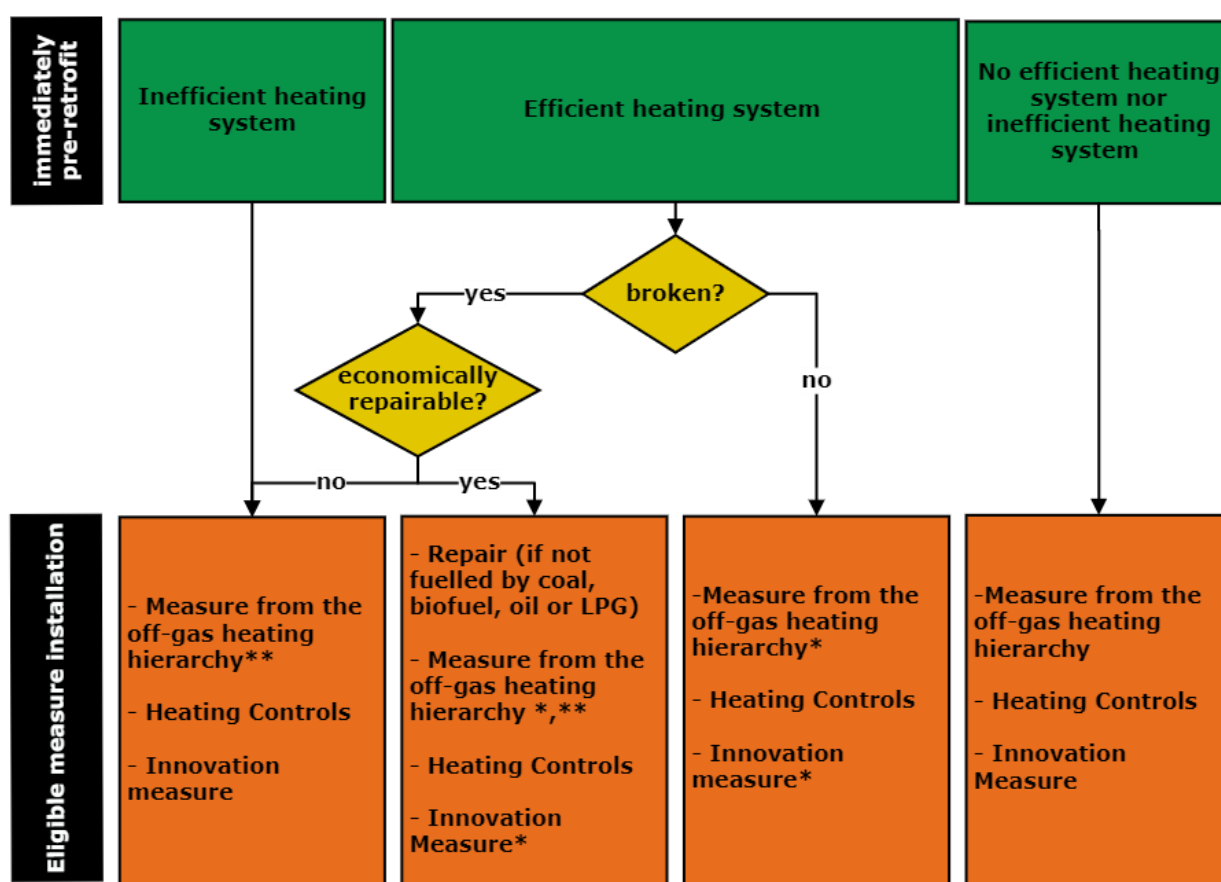 immediately
pre-retrofit
Inefficient heating
system
Efficient heating system
No efficient heating
system nor
inefficient heating
system
broken?
yes
no
economically
repairable?
no
yes
Eligible measure installation
- Measure from the
off-gas heating
hierarchy**
- Heating Controls
- Innovation
measure
- Repair (if not
fuelled by coal,
biofuel, oil or LPG)
- Measure from the
off-gas heating
hierarchy *,**
- Heating Controls
- Innovation
Measure*
-Measure from the
off-gas heating
hierarchy*
- Heating Controls
- Innovation
measure*
- Measure from the
off-gas heating
hierarchy
- Heating Controls
- Innovation
Measure